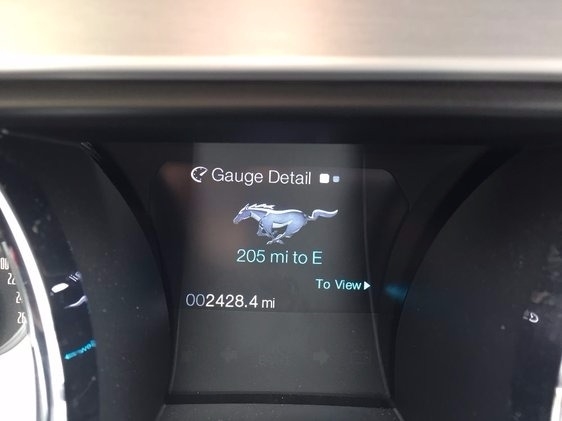 Gauge Detail
205 mi to E
To View
002428.4 mi